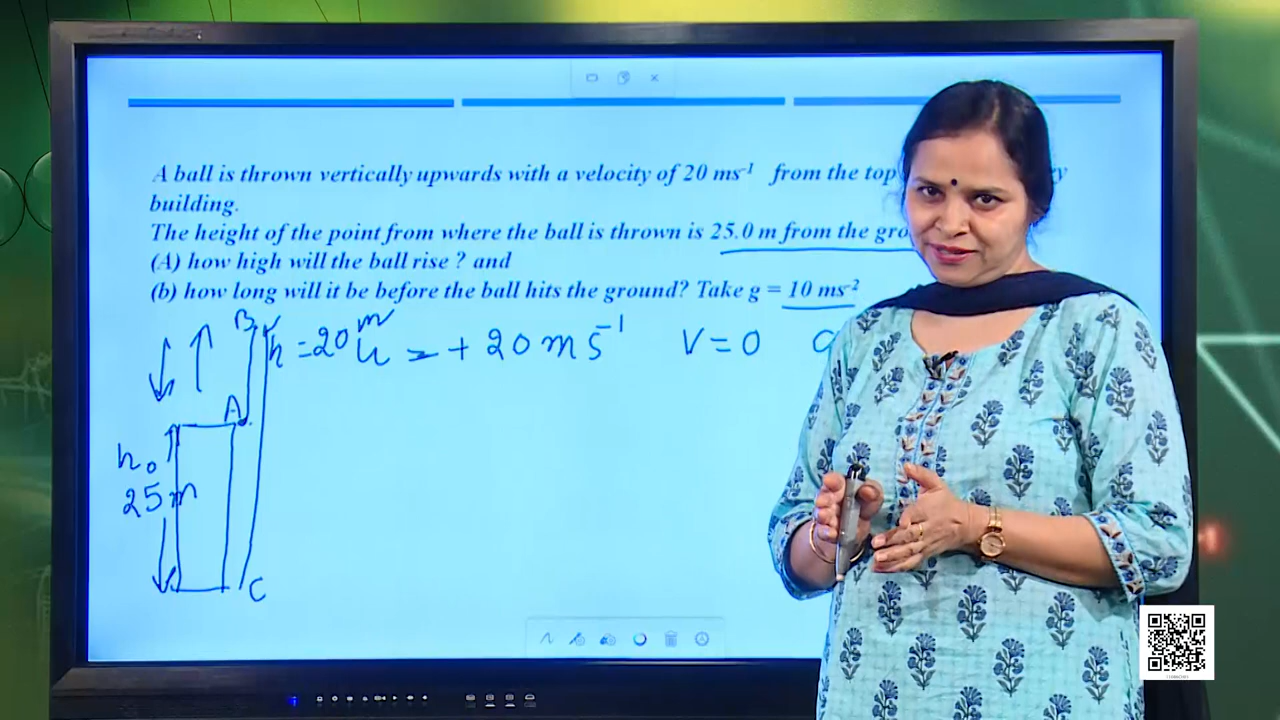 A ball is thrown vertically upwards with a velocity of 20 ms-1 from the top
building.
The height of the point from where the ball is thrown is 25.0 m from the
(A) how high will the ball rise ? and
(b) how long will it be before the ball hits the ground? Take g = 10 ms-2
B h = 20 m u = + 20 m s-1 v = 0
A
h0
25 m
C